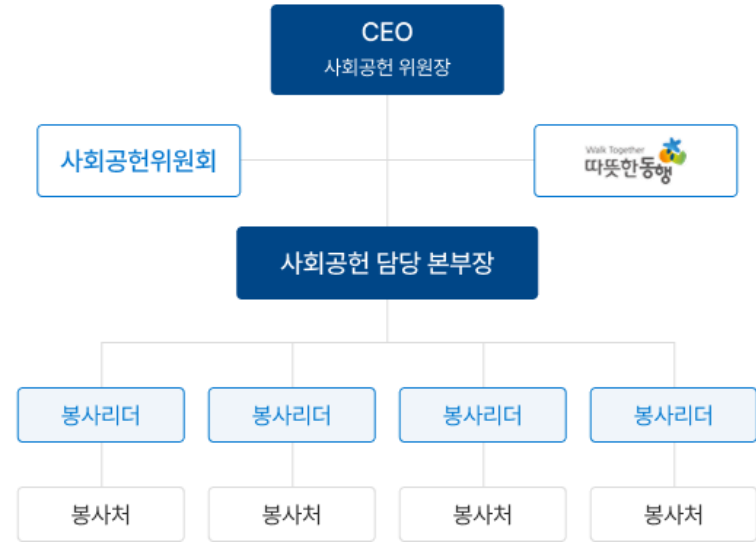 CEO
사회공헌 위원장
사회공헌위원회
Walk Together
따뜻한동행
사회공헌 담당 본부장
봉사리더
봉사리더
봉사리더
봉사리더
봉사처
봉사처
봉사처
봉사처